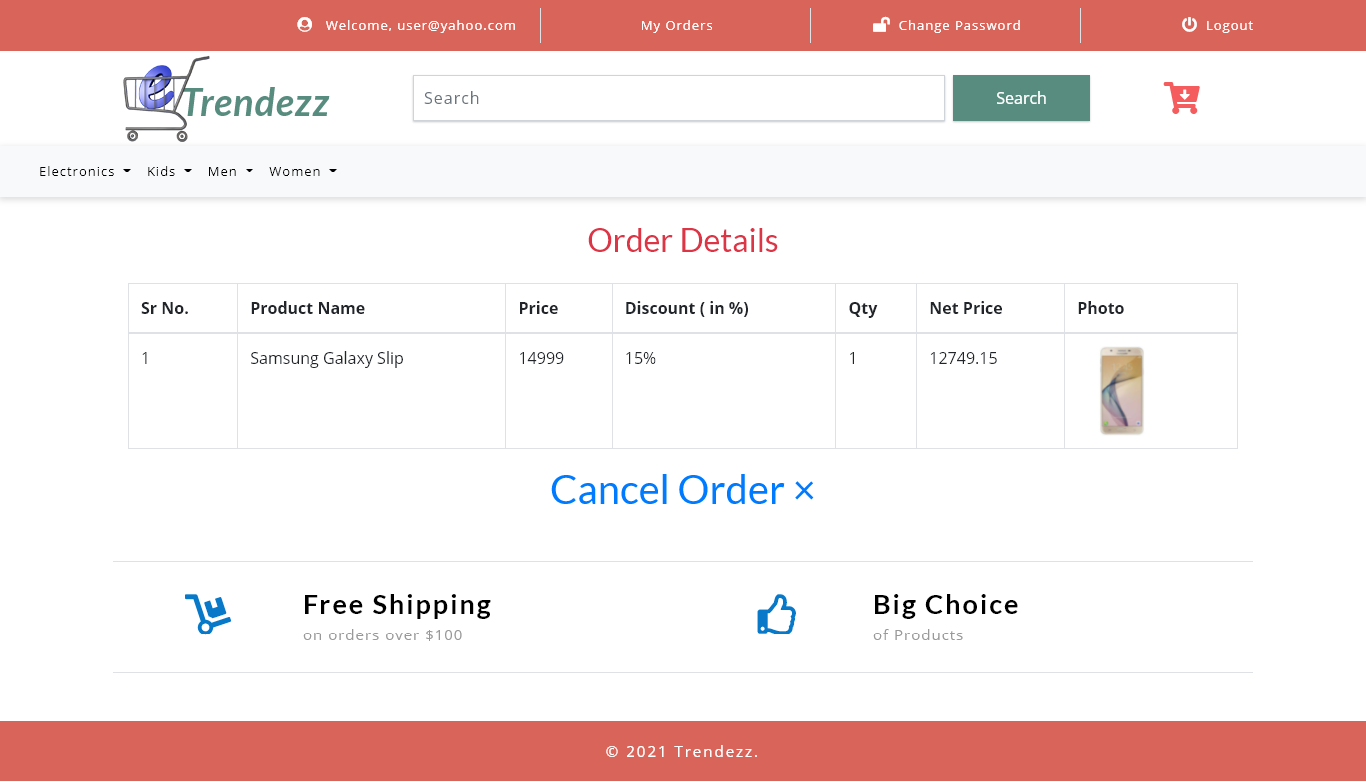 Welcome, user@yahoo.com My Orders Change Password Logout
eTrendezz Search Search
Electronics Kids Men Women
Order Details
Sr No. Product Name Price Discount ( in %) Qty Net Price Photo
1 Samsung Galaxy Slip 14999 15% 1 12749.15
Cancel Order ×
Free Shipping Big Choice
on orders over $100 of Products
© 2021 Trendezz.